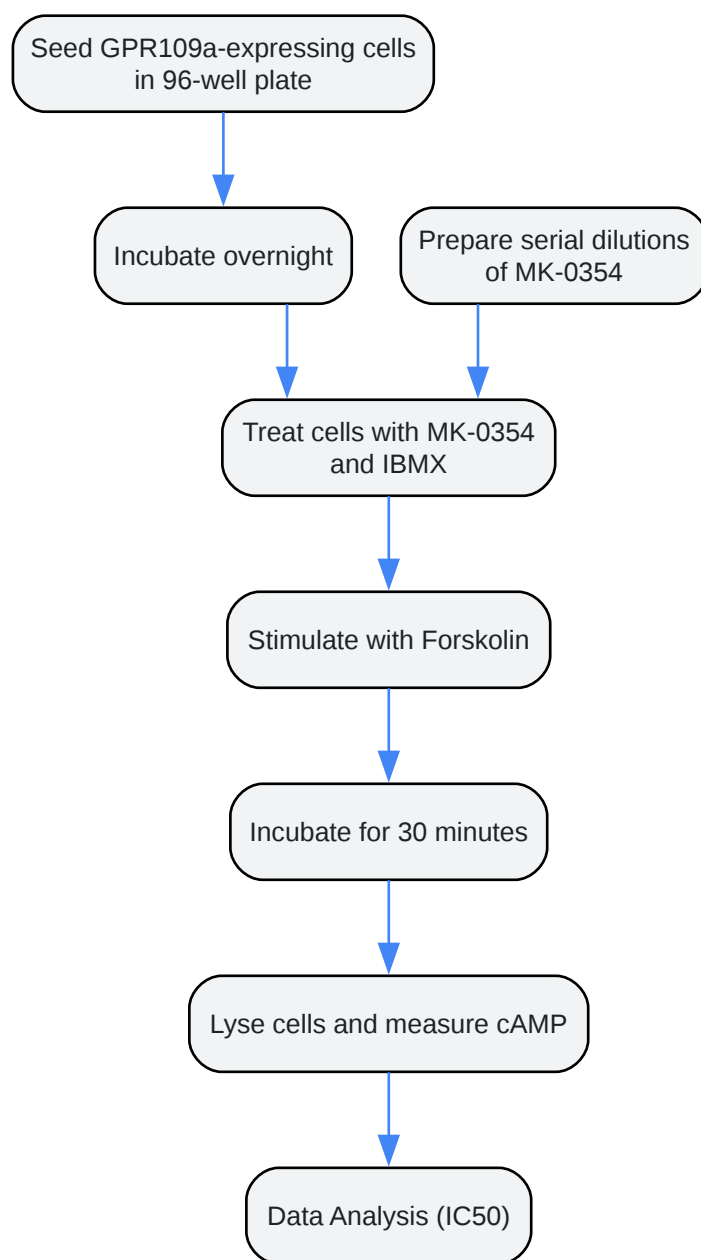 Seed GPR109a-expressing cells
in 96-well plate
Incubate overnight
Prepare serial dilutions
of MK-0354
Treat cells with MK-0354
and IBMX
Stimulate with Forskolin
Incubate for 30 minutes
Lyse cells and measure cAMP
Data Analysis (IC50)